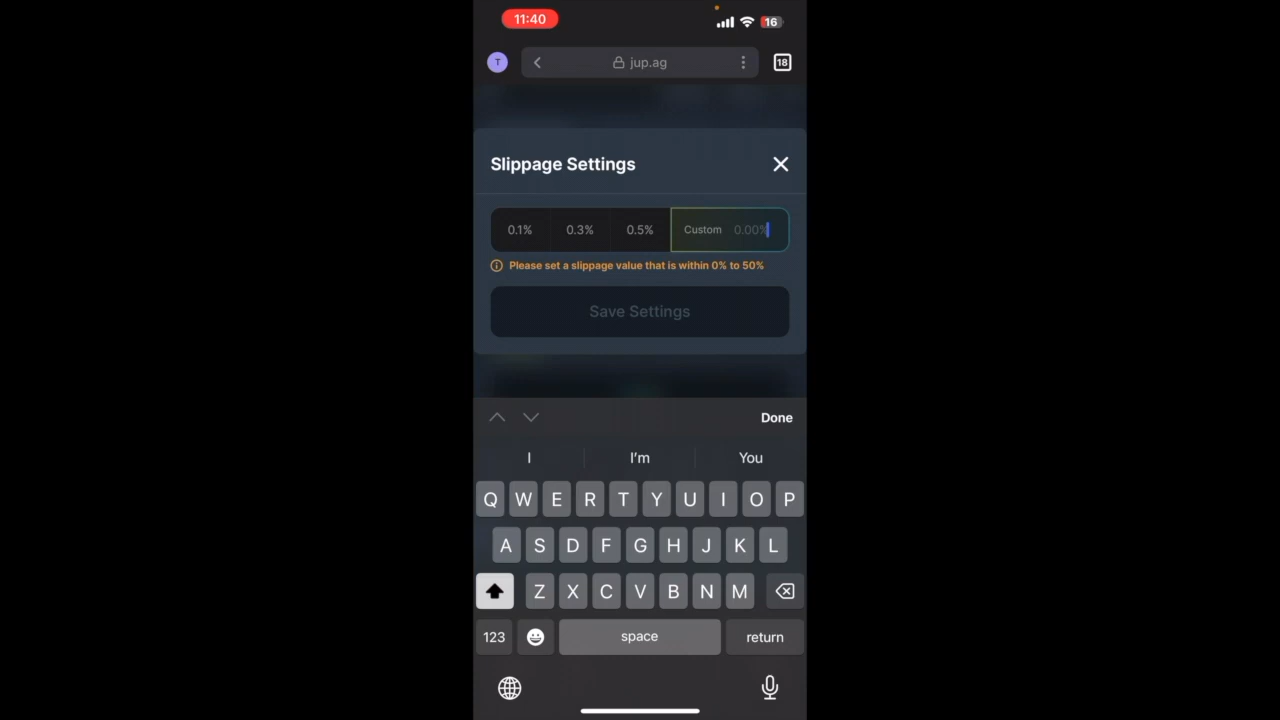 11:40
16
T
jup.ag
18
Slippage Settings
0.1%
0.3%
0.5%
Custom
0.00%
Please set a slippage value that is within 0% to 50%
Save Settings
Done
I
I'm
You
Q W E R T Y U I O P
A S D F G H J K L
Z X C V B N M
123
space
return